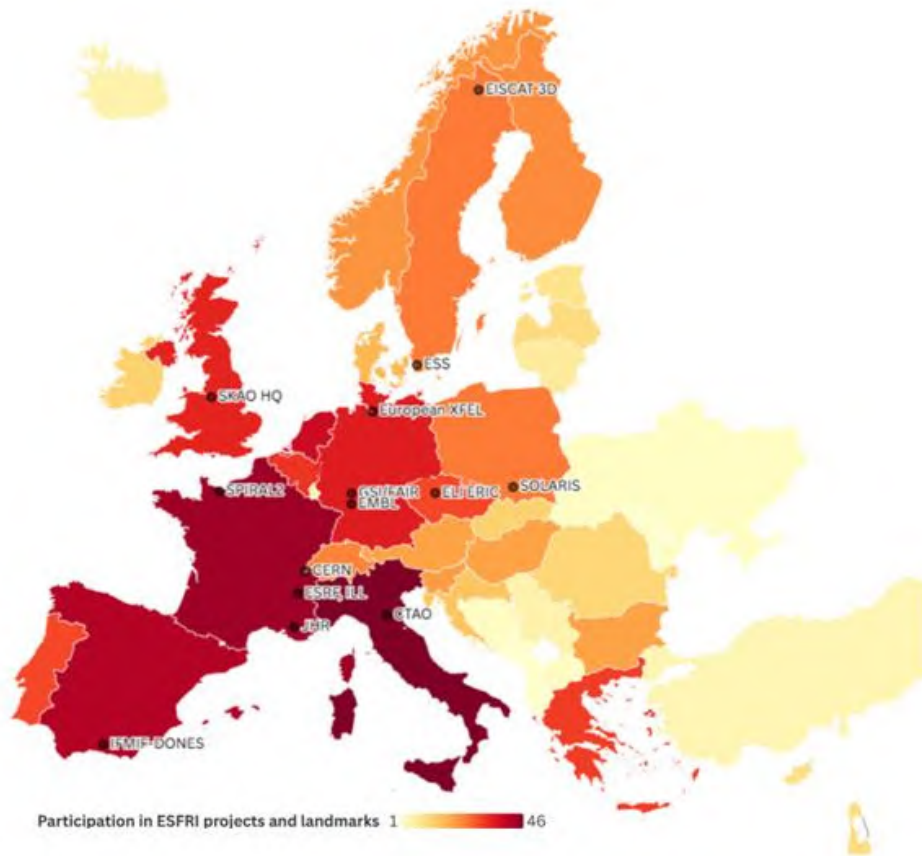 EISCAT 3D
ESS
SKAO HQ
European XFEL
SPIRAL2
GSI/FAIR
ELI ERIC
SOLARIS
EMBL
CERN
ESRF, ILL
CTAO
JHR
IFMIF-DONES
Participation in ESFRI projects and landmarks 1 46